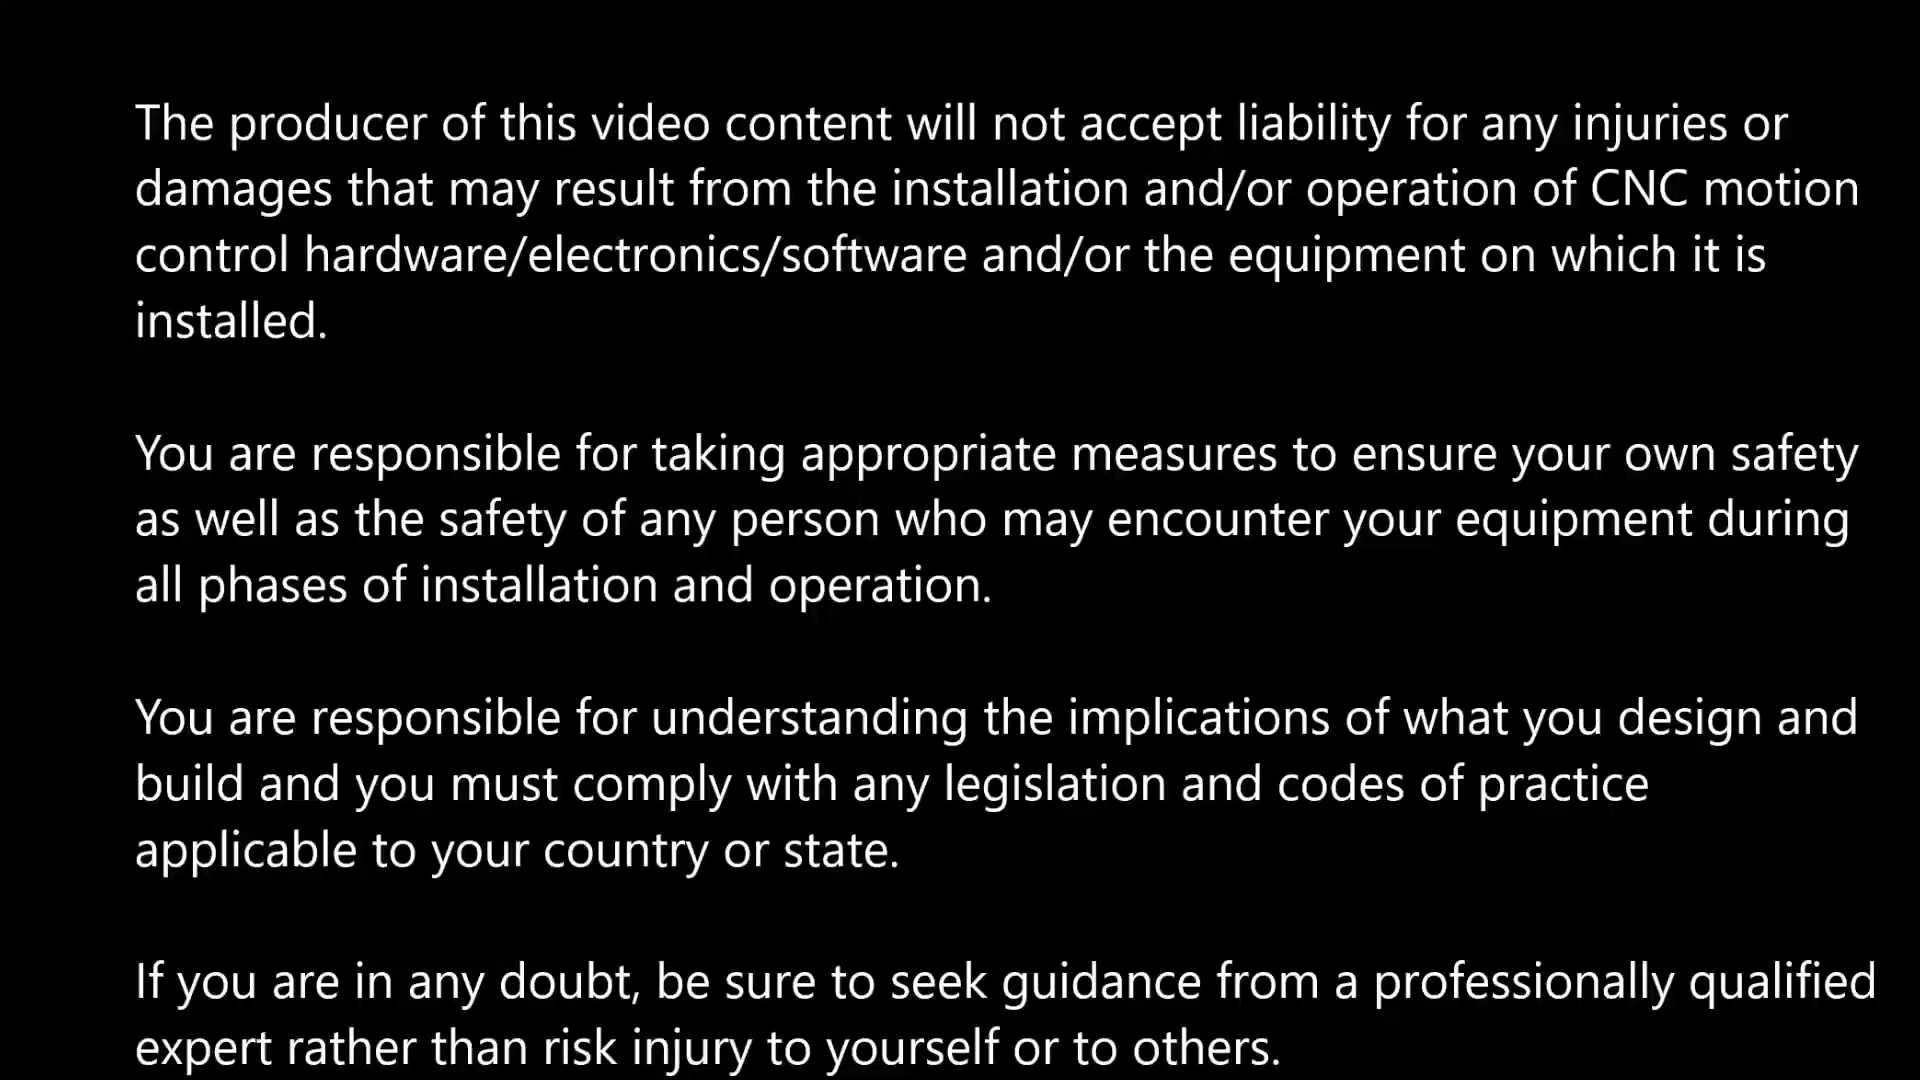 The producer of this video content will not accept liability for any injuries or
damages that may result from the installation and/or operation of CNC motion
control hardware/electronics/software and/or the equipment on which it is
installed.
You are responsible for taking appropriate measures to ensure your own safety
as well as the safety of any person who may encounter your equipment during
all phases of installation and operation.
You are responsible for understanding the implications of what you design and
build and you must comply with any legislation and codes of practice
applicable to your country or state.
If you are in any doubt, be sure to seek guidance from a professionally qualified
expert rather than risk injury to yourself or to others.